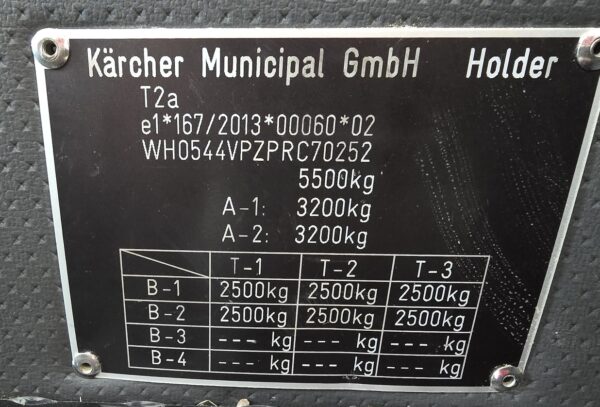 Kärcher Municipal GmbH Holder
T2a
e1*167/2013*00060*02
WH0544VPZPRC70252
5500kg
A-1: 3200kg
A-2: 3200kg
T-1 T-2 T-3
B-1 2500kg 2500kg 2500kg
B-2 2500kg 2500kg 2500kg
B-3 --- kg --- kg --- kg
B-4 --- kg --- kg --- kg